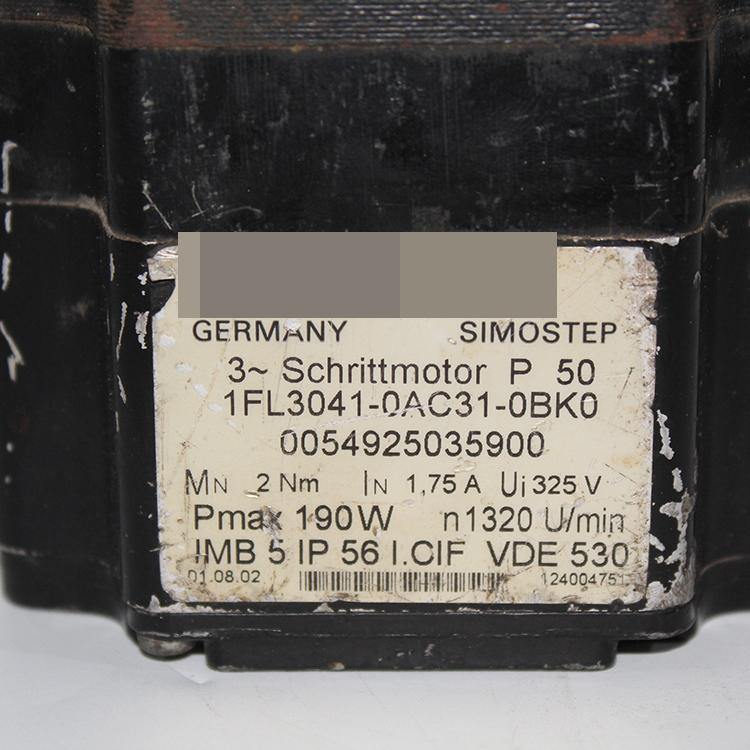 GERMANY SIMOSTEP
3~ Schrittmotor P 50
1FL3041-0AC31-0BK0
0054925035900
MN 2 Nm IN 1,75 A Ui 325 V
Pmax 190W n1320 U/min
IMB 5 IP 56 I.CIF VDE 530
01.08.02 12400475